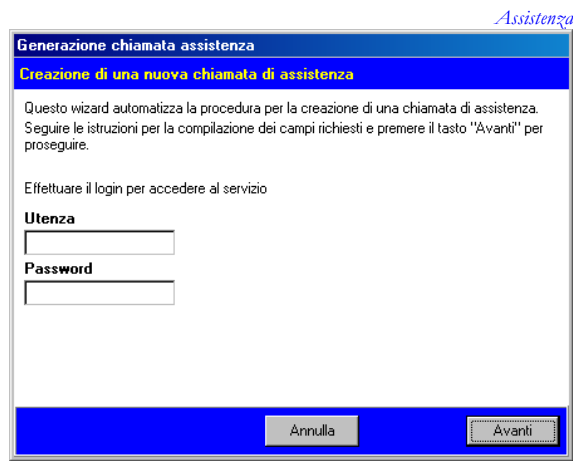 Assistenza
Generazione chiamata assistenza
Creazione di una nuova chiamata di assistenza
Questo wizard automatizza la procedura per la creazione di una chiamata di assistenza.
Seguire le istruzioni per la compilazione dei campi richiesti e premere il tasto "Avanti" per
proseguire.
Effettuare il login per accedere al servizio
Utenza
Password
Annulla
Avanti